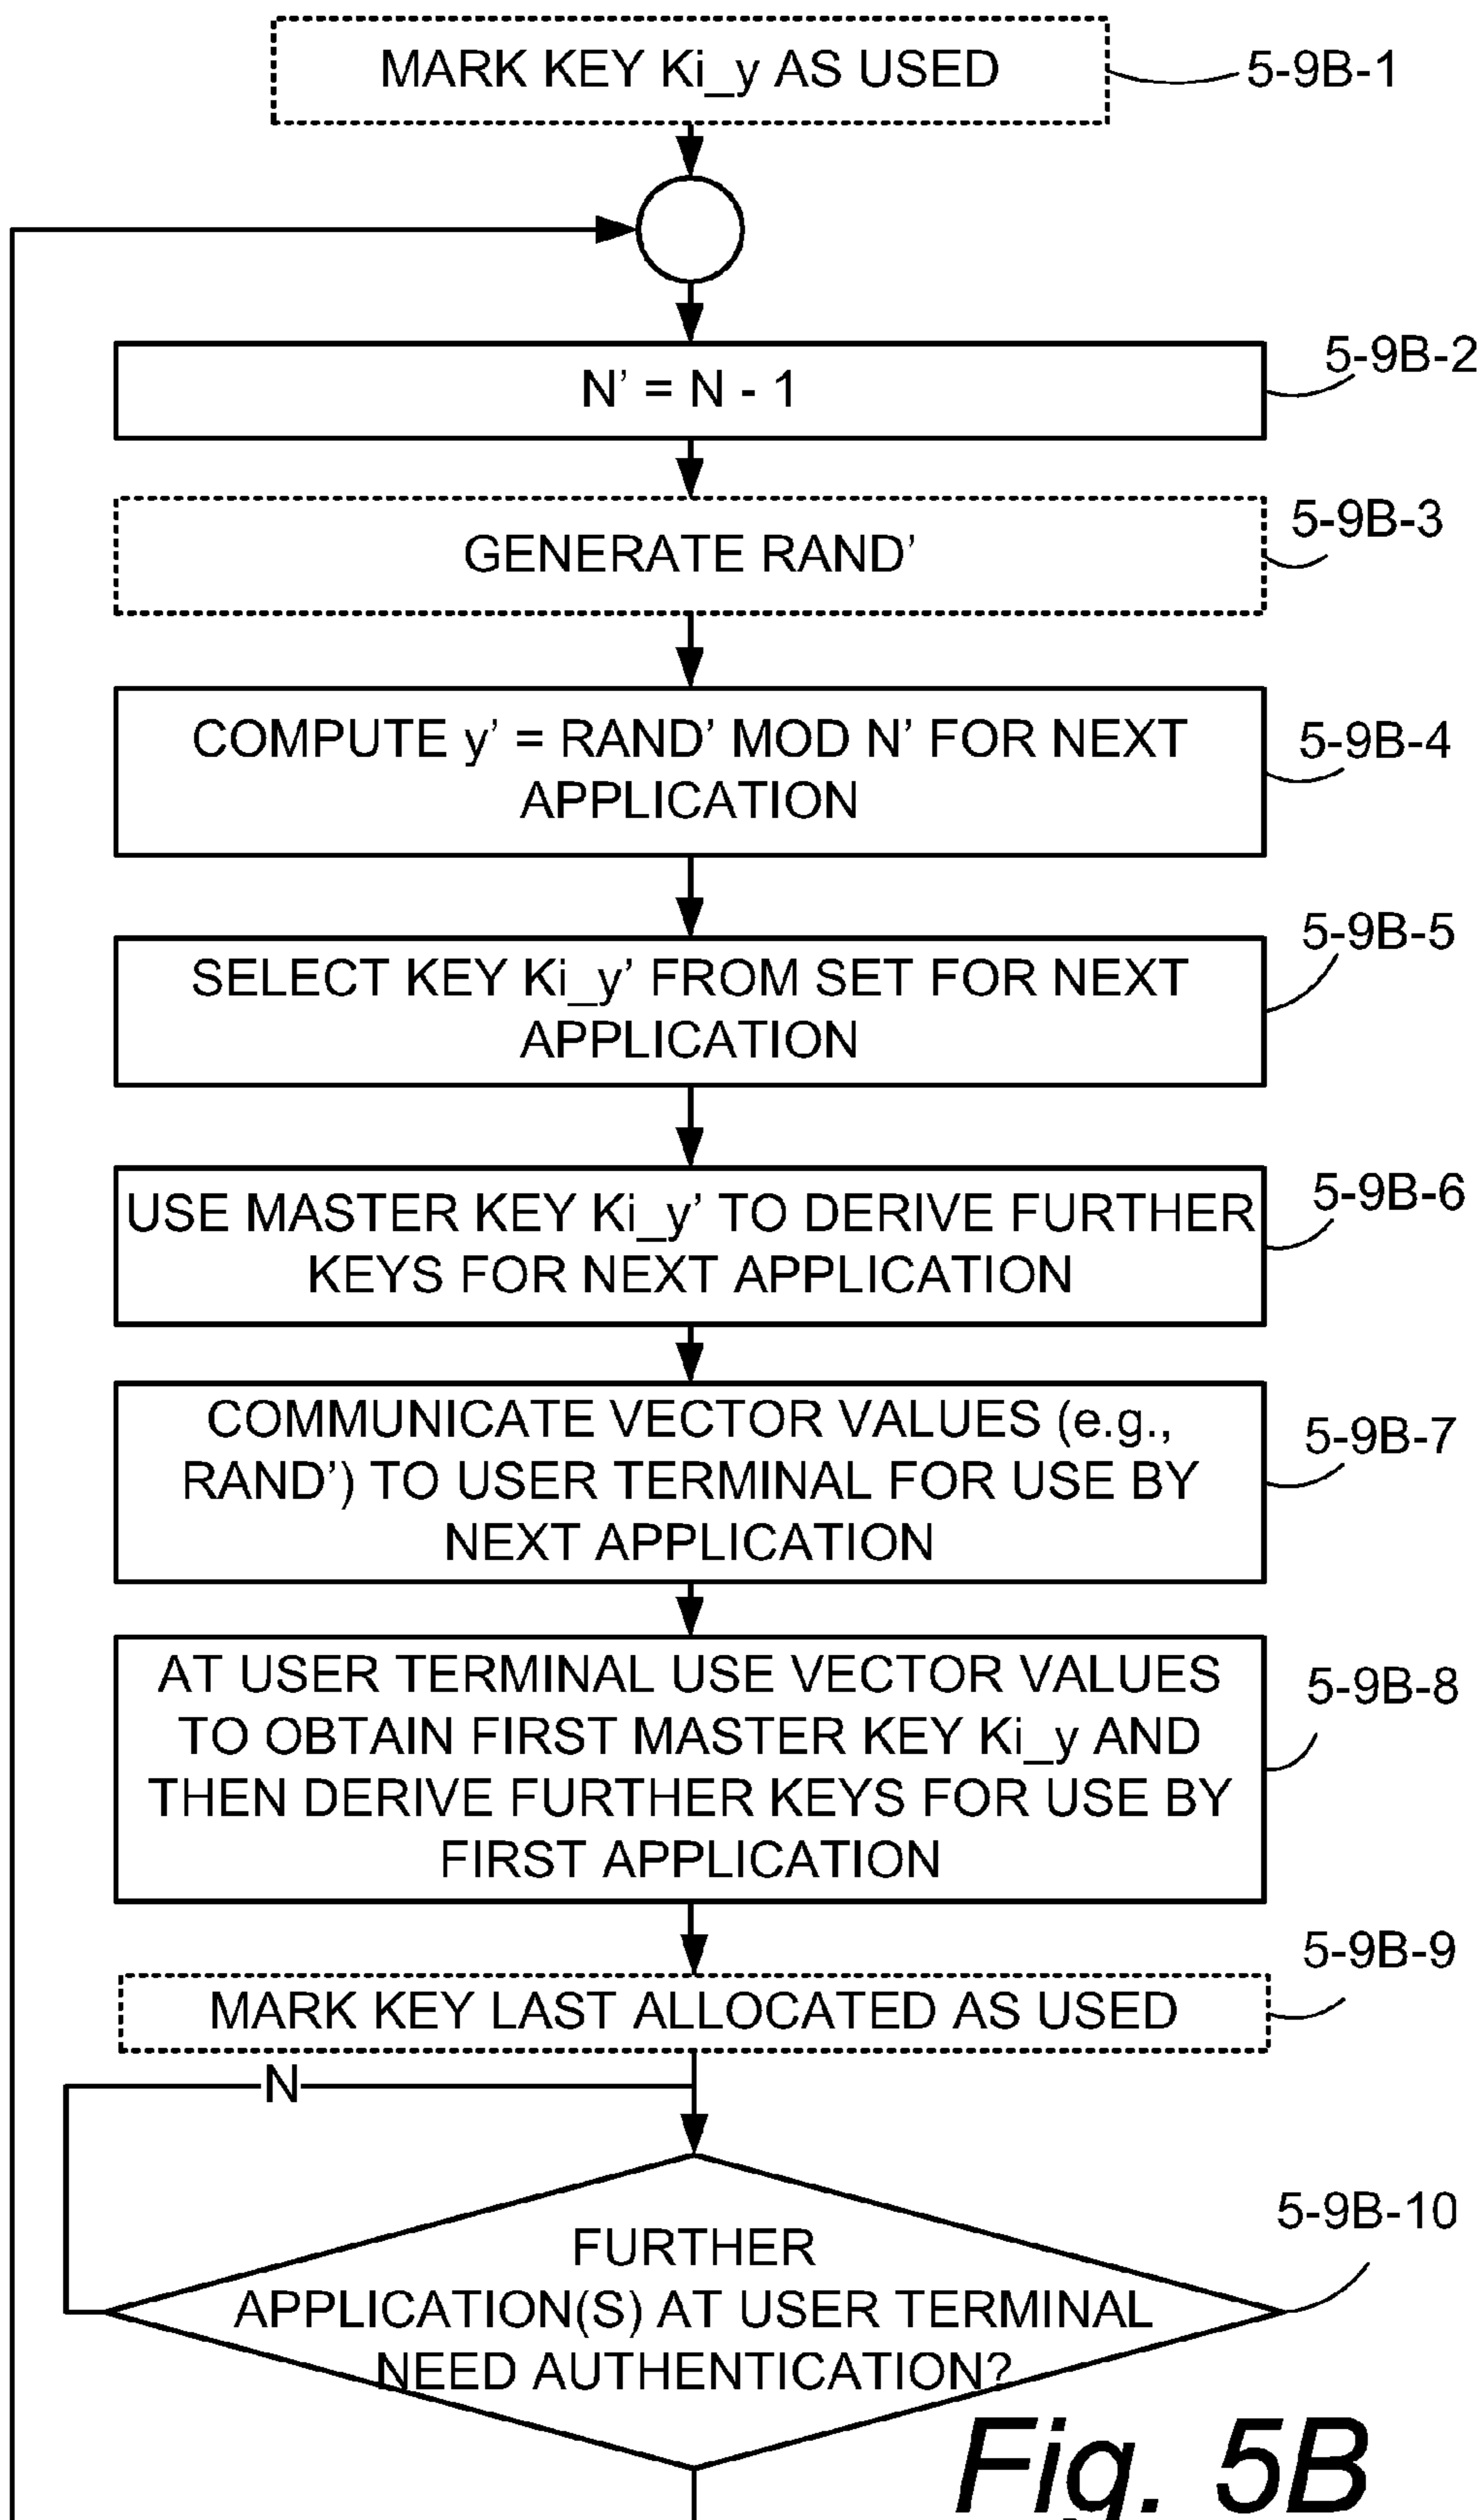 MARK KEY Ki_y AS USED
5-9B-1
N' = N - 1
5-9B-2
GENERATE RAND'
5-9B-3
COMPUTE y' = RAND' MOD N' FOR NEXT
APPLICATION
5-9B-4
SELECT KEY Ki_y' FROM SET FOR NEXT
APPLICATION
5-9B-5
USE MASTER KEY Ki_y' TO DERIVE FURTHER
KEYS FOR NEXT APPLICATION
5-9B-6
COMMUNICATE VECTOR VALUES (e.g.,
RAND') TO USER TERMINAL FOR USE BY
NEXT APPLICATION
5-9B-7
AT USER TERMINAL USE VECTOR VALUES
TO OBTAIN FIRST MASTER KEY Ki_y AND
THEN DERIVE FURTHER KEYS FOR USE BY
FIRST APPLICATION
5-9B-8
MARK KEY LAST ALLOCATED AS USED
5-9B-9
N
FURTHER
APPLICATION(S) AT USER TERMINAL
NEED AUTHENTICATION?
5-9B-10
Fig. 5B